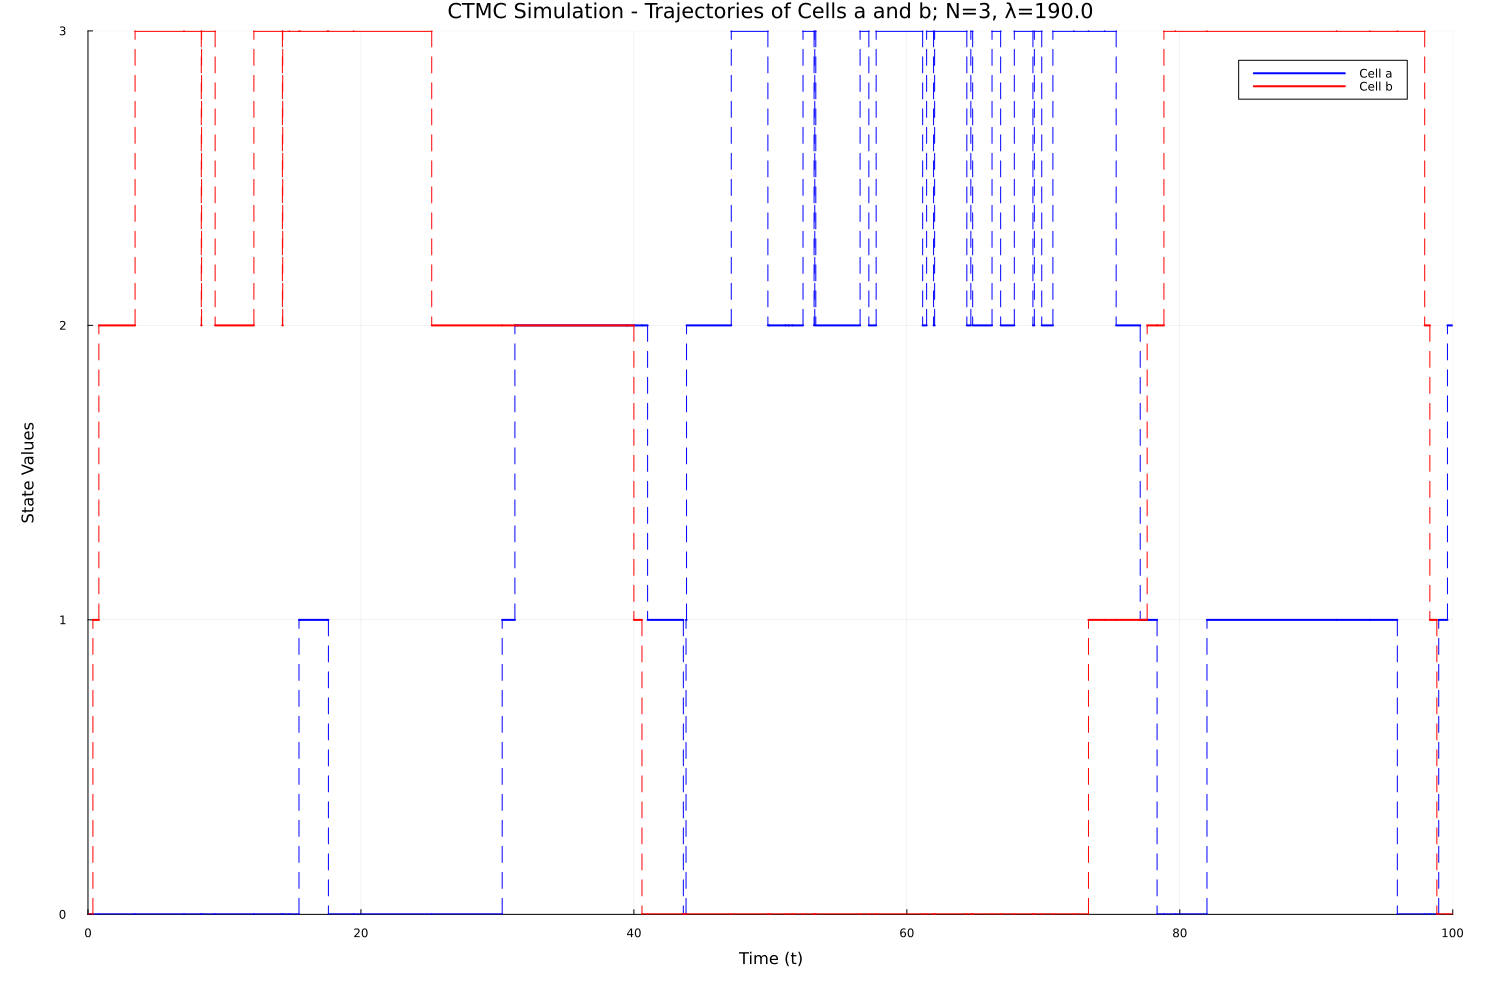 CTMC Simulation - Trajectories of Cells a and b; N=3, λ=190.0
3
Cell a
Cell b
2
State Values
1
0
0 20 40 60 80 100
Time (t)